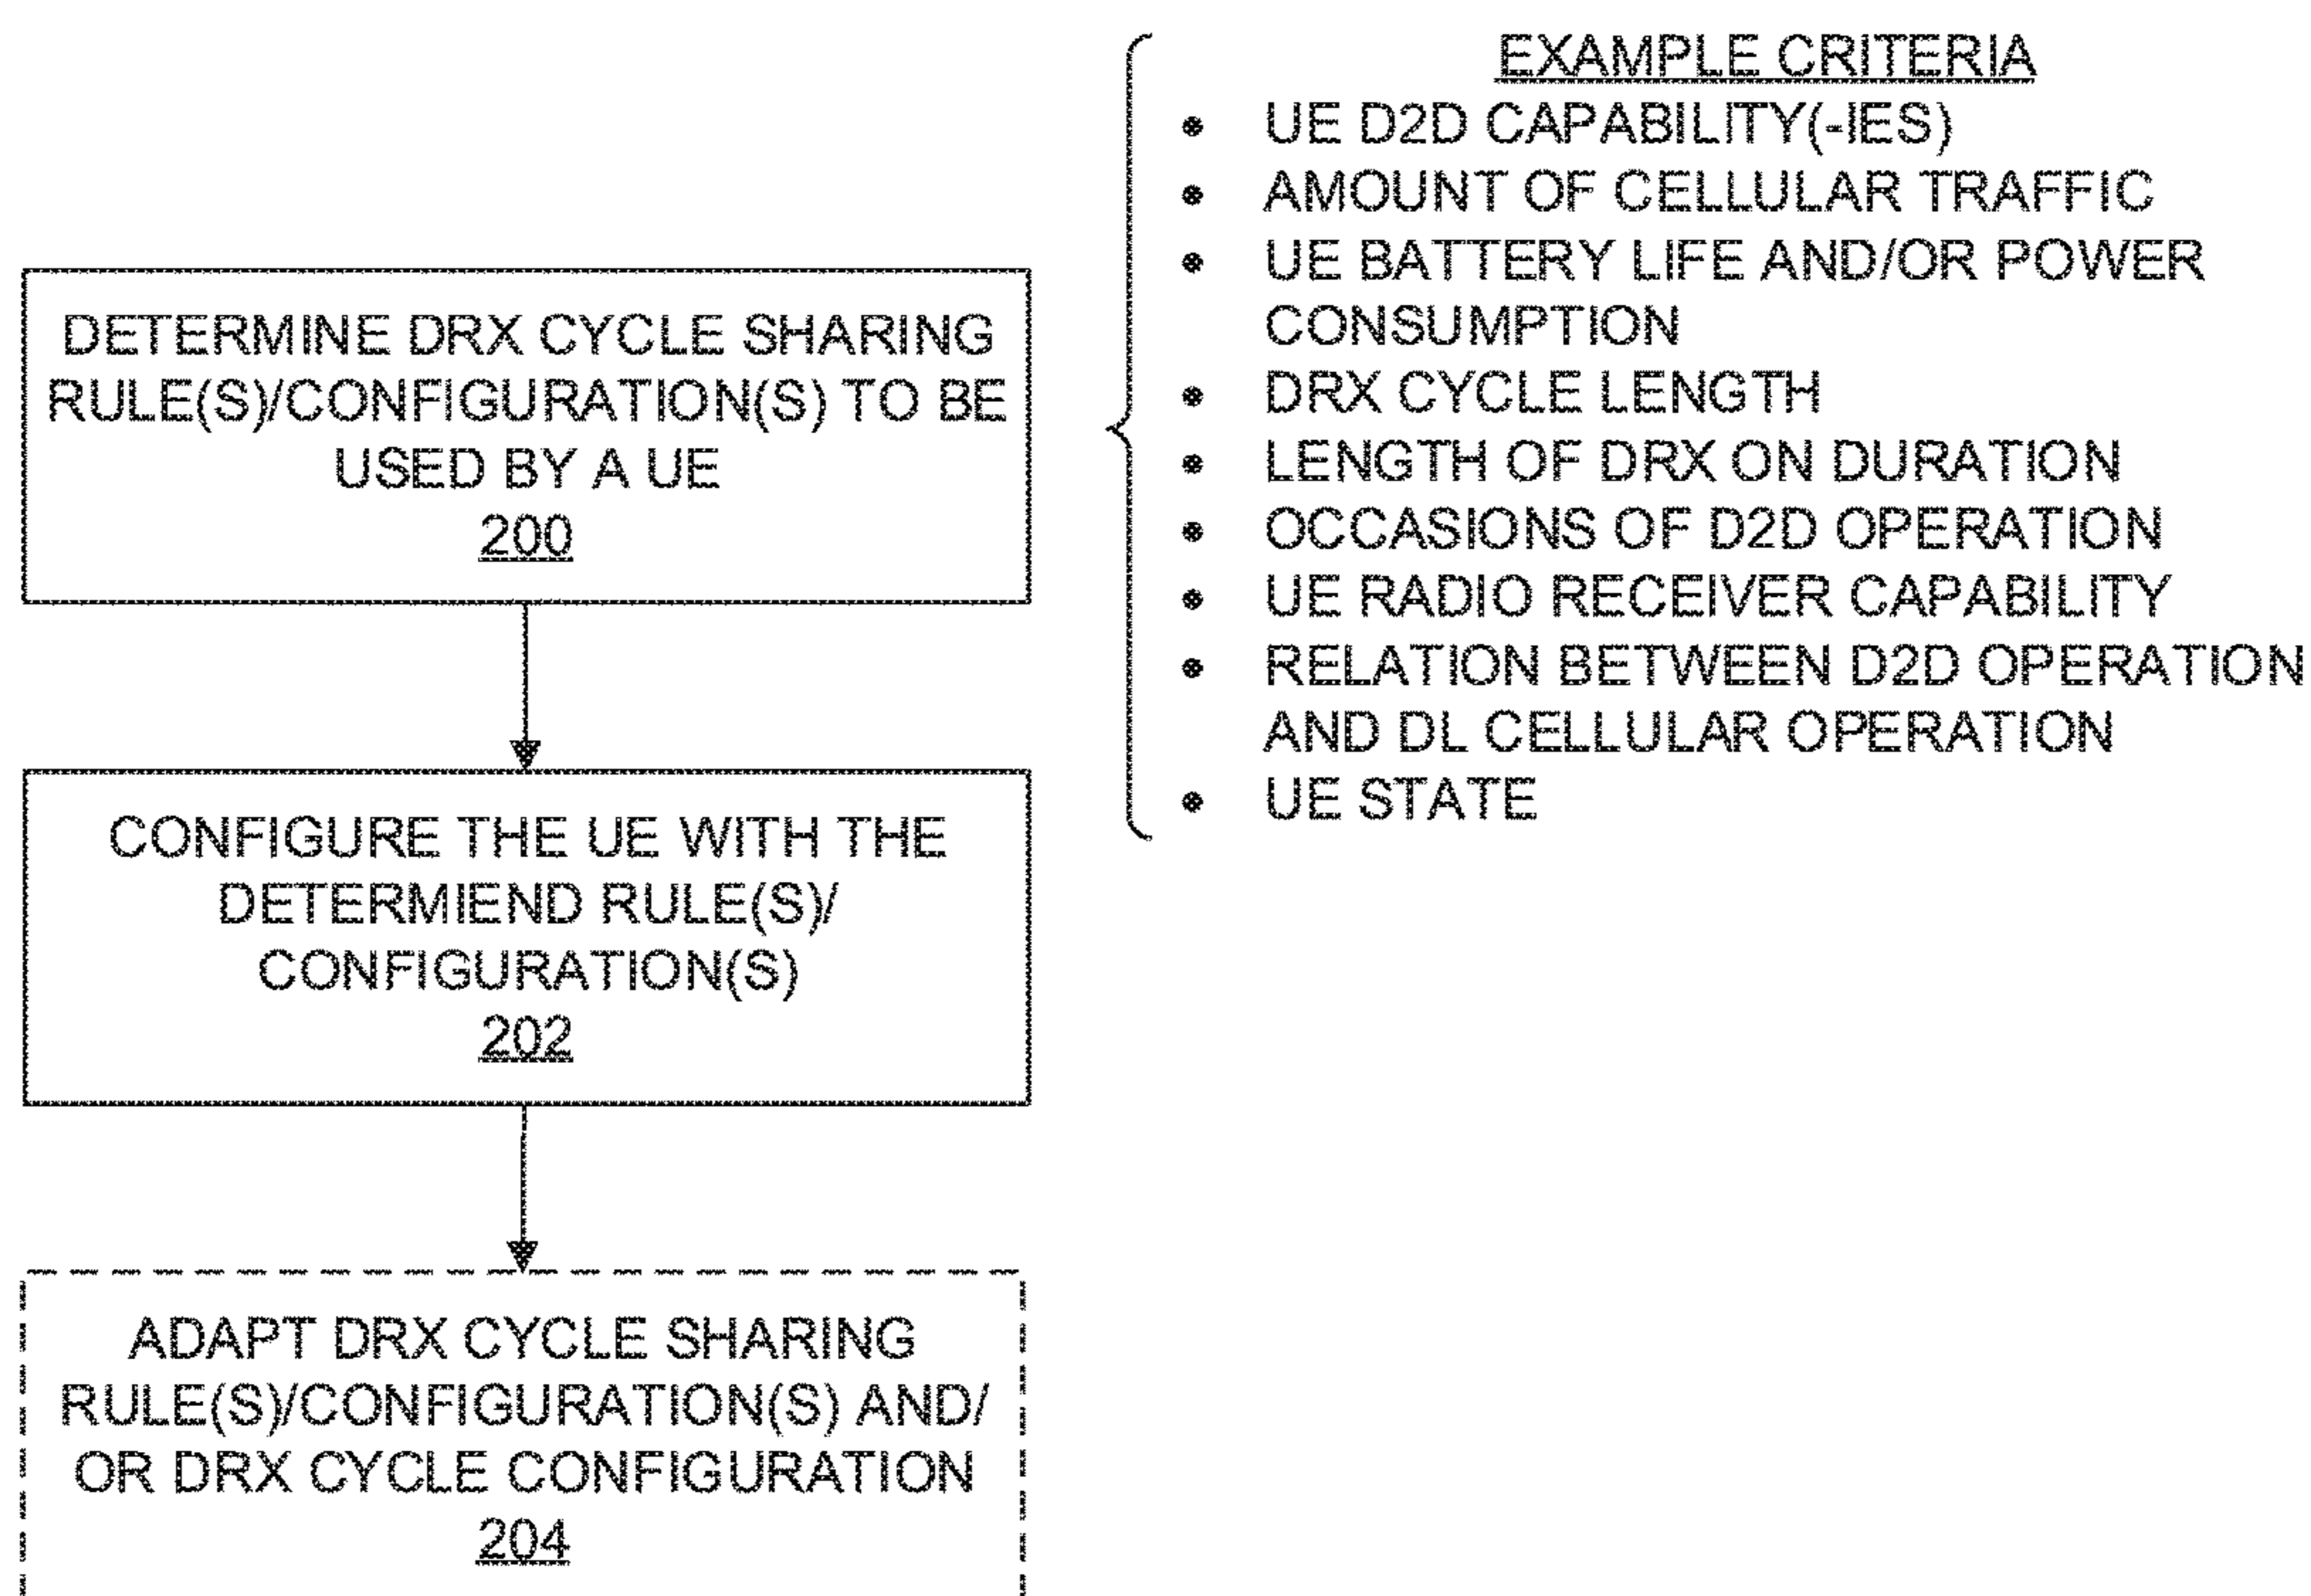 DETERMINE DRX CYCLE SHARING
RULE(S)/CONFIGURATION(S) TO BE
USED BY A UE
200
EXAMPLE CRITERIA
• UE D2D CAPABILITY(-IES)
• AMOUNT OF CELLULAR TRAFFIC
• UE BATTERY LIFE AND/OR POWER
CONSUMPTION
• DRX CYCLE LENGTH
• LENGTH OF DRX ON DURATION
• OCCASIONS OF D2D OPERATION
• UE RADIO RECEIVER CAPABILITY
• RELATION BETWEEN D2D OPERATION
AND DL CELLULAR OPERATION
• UE STATE
CONFIGURE THE UE WITH THE
DETERMIEND RULE(S)/
CONFIGURATION(S)
202
ADAPT DRX CYCLE SHARING
RULE(S)/CONFIGURATION(S) AND/
OR DRX CYCLE CONFIGURATION
204